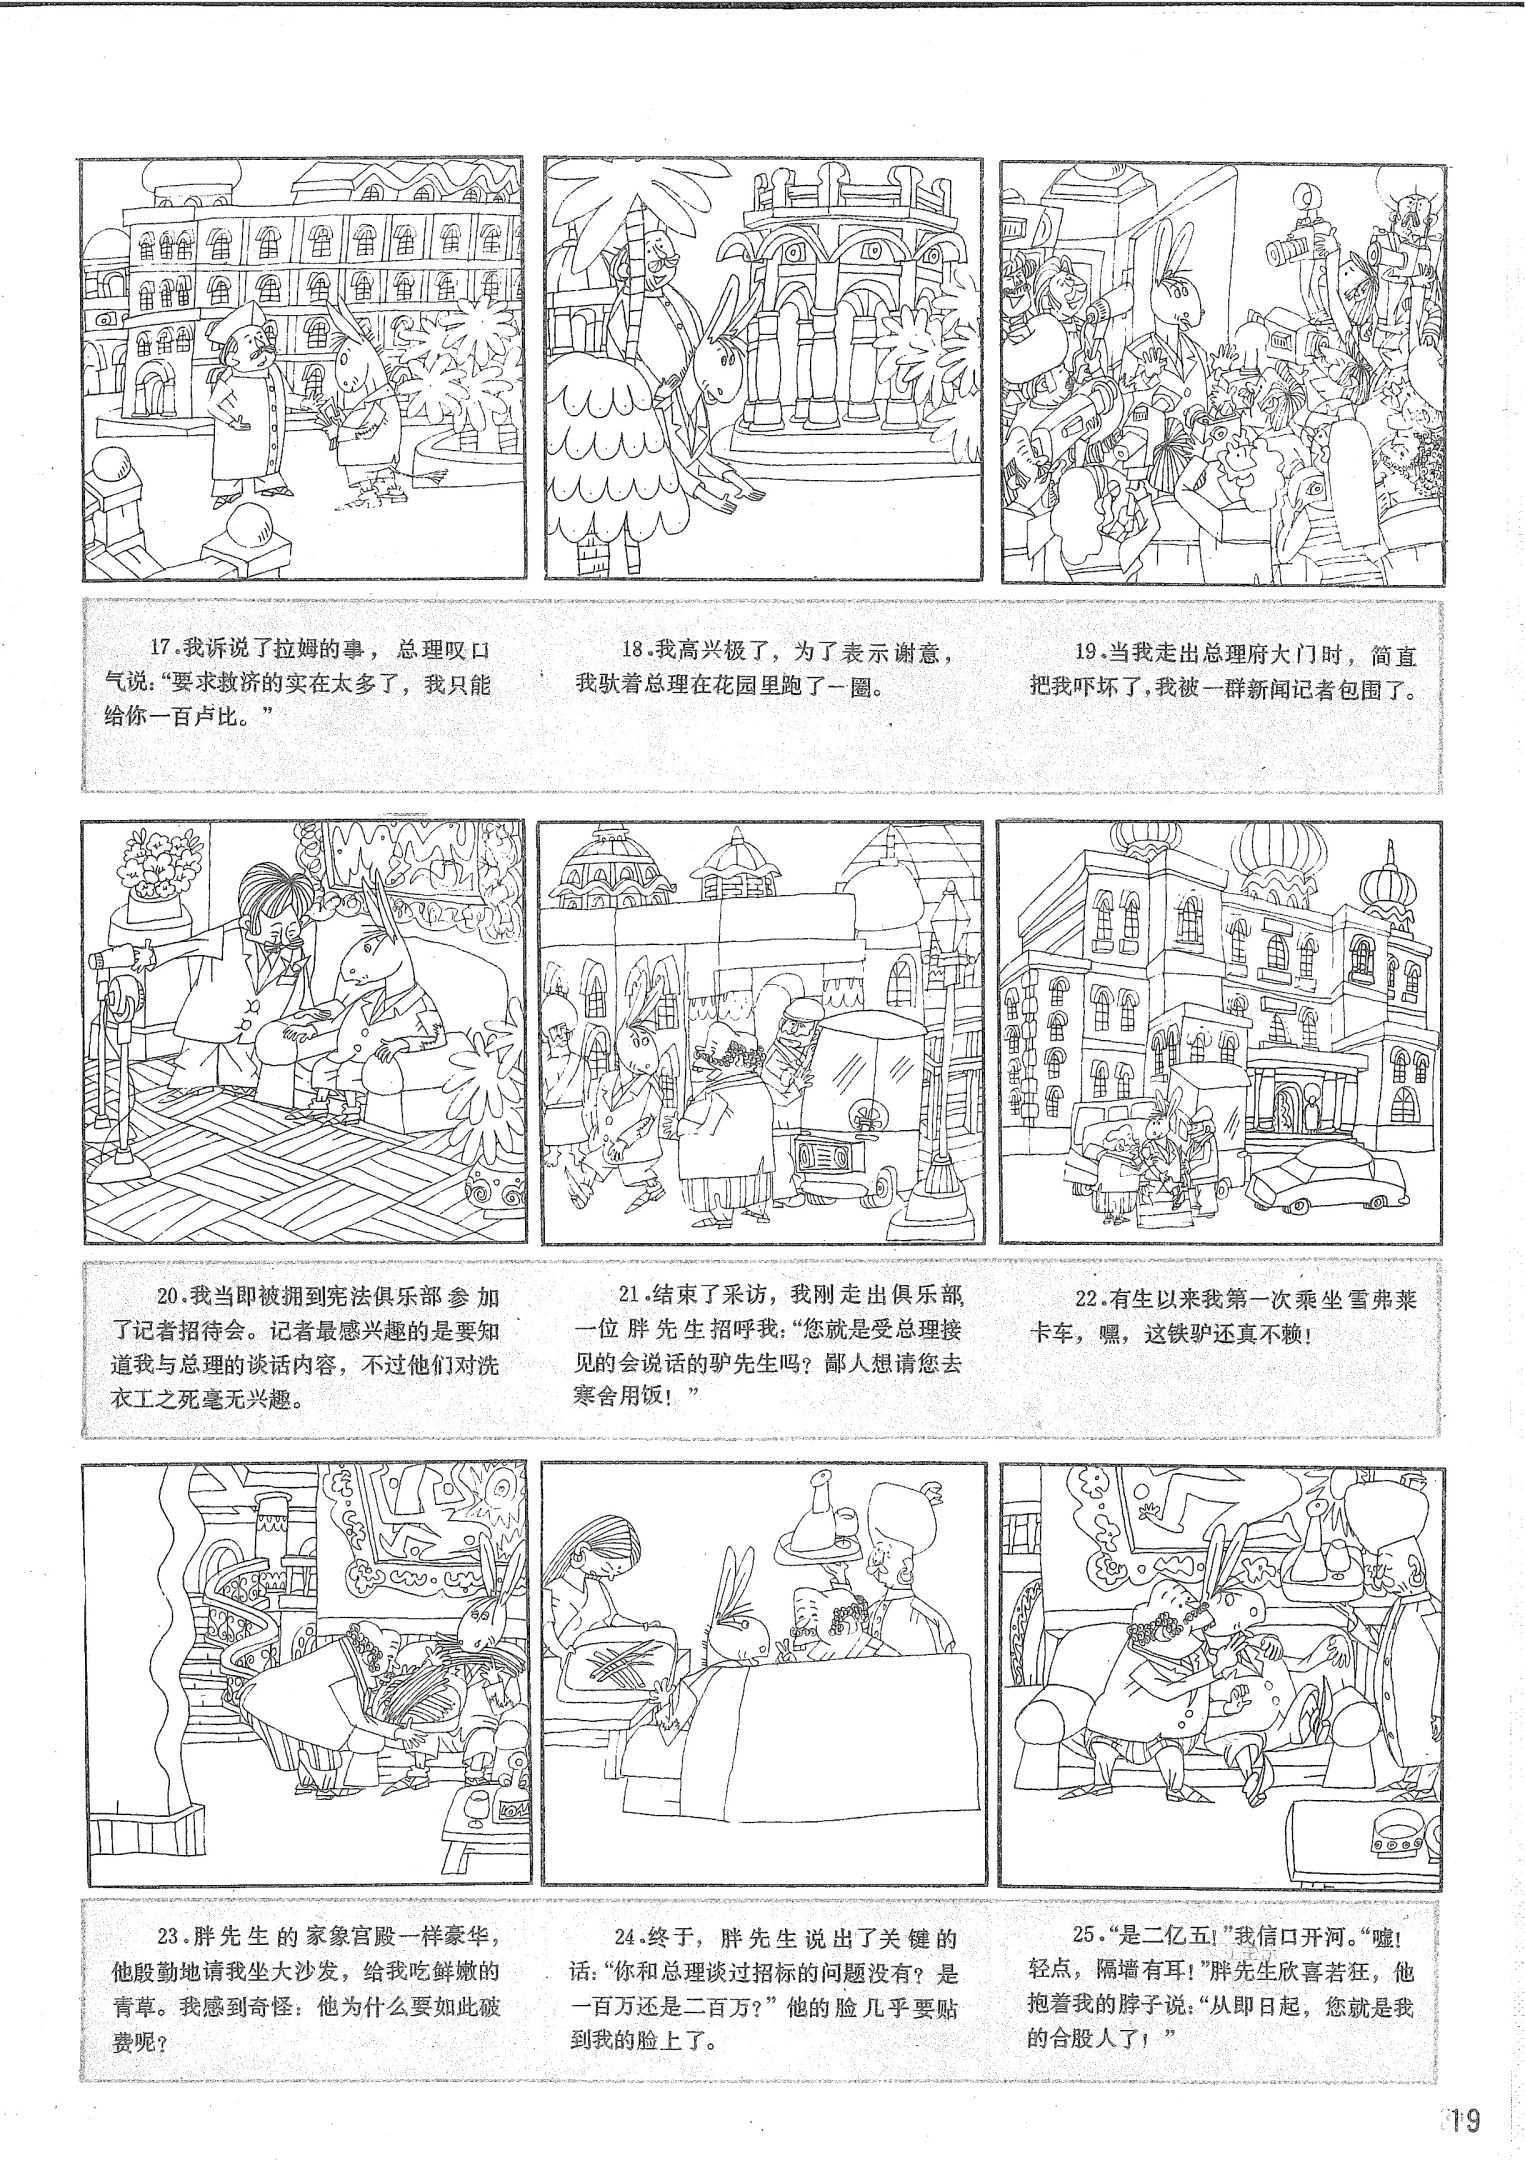 17.我诉说了拉姆的事，总理叹口
气说:“要求救济的实在太多了，我只能
给你一百卢比。”
18.我高兴极了，为了表示谢意，
我驮着总理在花园里跑了一圈。
19.当我走出总理府大门时，简直
把我吓坏了,我被一群新闻记者包围了。
20.我当即被拥到宪法俱乐部参加
了记者招待会。记者最感兴趣的是要知
道我与总理的谈话内容，不过他们对洗
衣工之死毫无兴趣。
21.结束了采访，我刚走出俱乐部,
一位胖先生招呼我:“您就是受总理接
见的会说话的驴先生吗？鄙人想请您去
寒舍用饭！”
22.有生以来我第一次乘坐雪弗莱
卡车，嘿，这铁驴还真不赖！
23.胖先生的家象宫殿一样豪华，
他殷勤地请我坐大沙发，给我吃鲜嫩的
青草。我感到奇怪：他为什么要如此破
费呢？
24.终于，胖先生说出了关键的
话:“你和总理谈过招标的问题没有？是
一百万还是二百万？”他的脸几乎要贴
到我的脸上了。
25.“是二亿五！”我信口开河。“嘘！
轻点，隔墙有耳！”胖先生欣喜若狂，他
抱着我的脖子说:“从即日起，您就是我
的合股人了！”
19